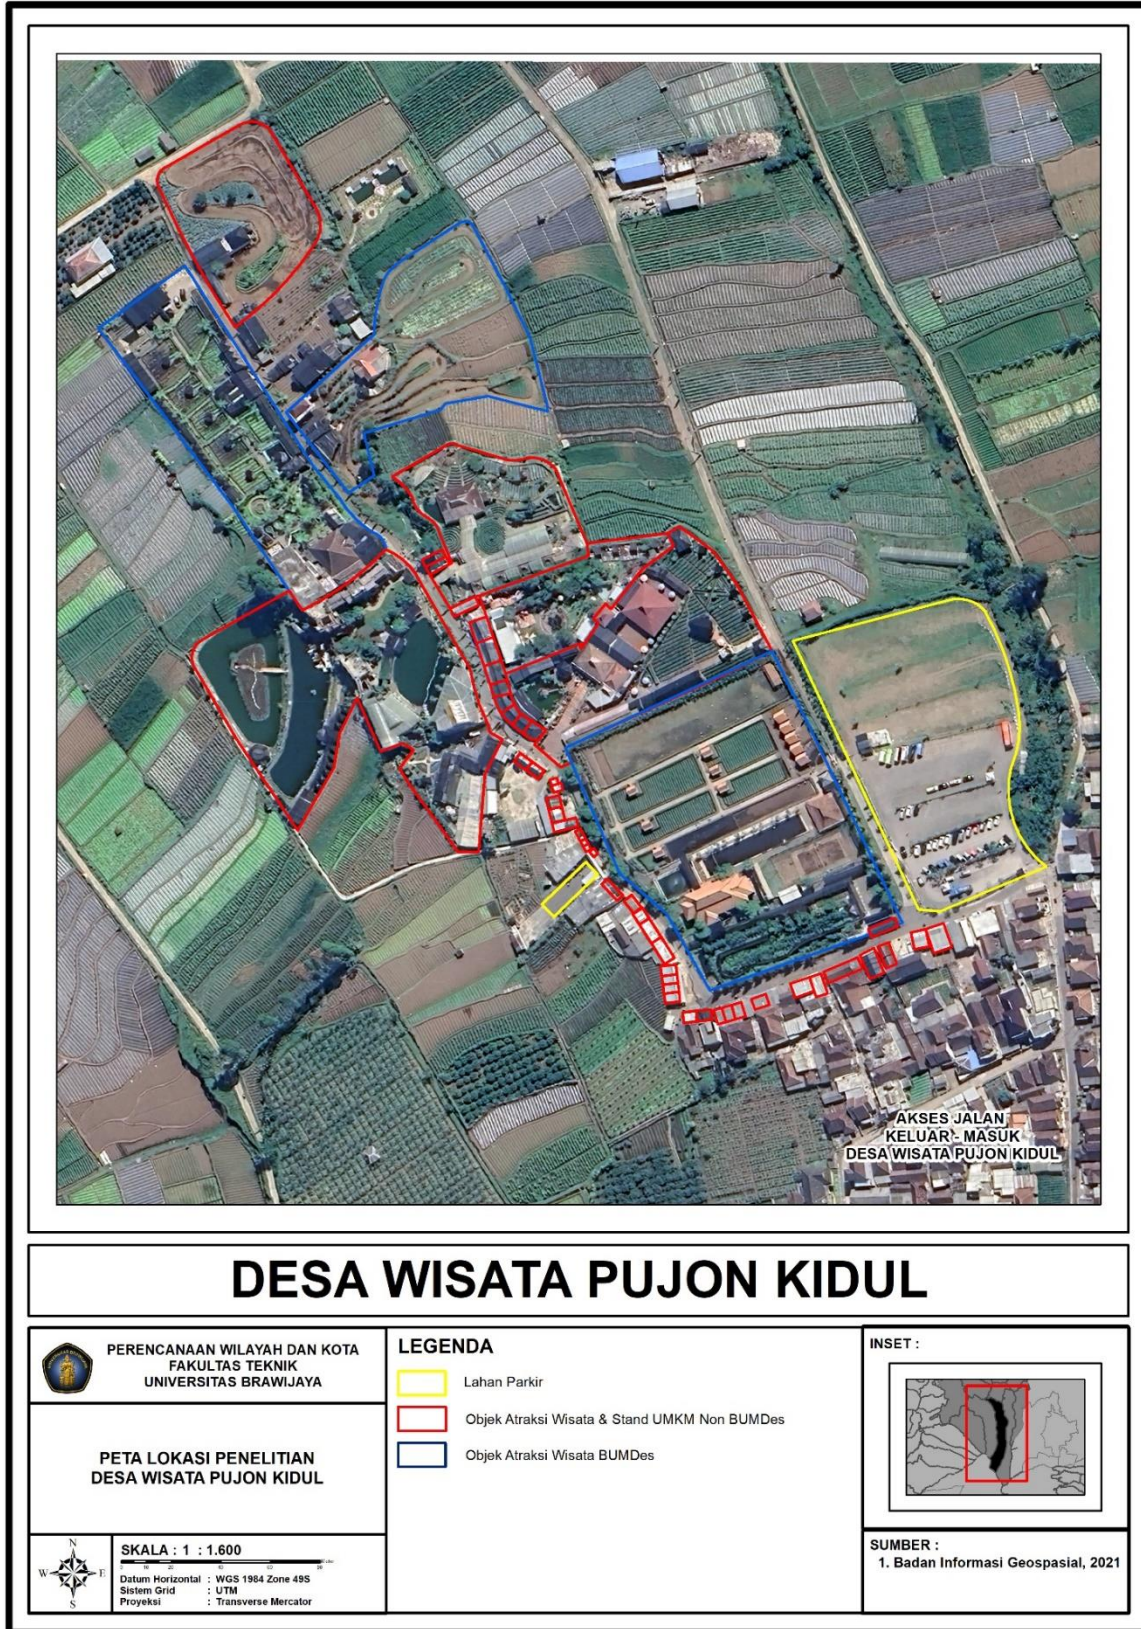 AKSES JALAN
KELUAR - MASUK
DESA WISATA PUJON KIDUL
DESA WISATA PUJON KIDUL
PERENCANAAN WILAYAH DAN KOTA
FAKULTAS TEKNIK
UNIVERSITAS BRAWIJAYA
PETA LOKASI PENELITIAN
DESA WISATA PUJON KIDUL
N
W
E
S
SKALA : 1 : 1.600
Datum Horizontal : WGS 1984 Zone 49S
Sistem Grid : UTM
Proyeksi : Transverse Mercator
LEGENDA
Lahan Parkir
Objek Atraksi Wisata & Stand UMKM Non BUMDes
Objek Atraksi Wisata BUMDes
INSET :
SUMBER :
1. Badan Informasi Geospasial, 2021